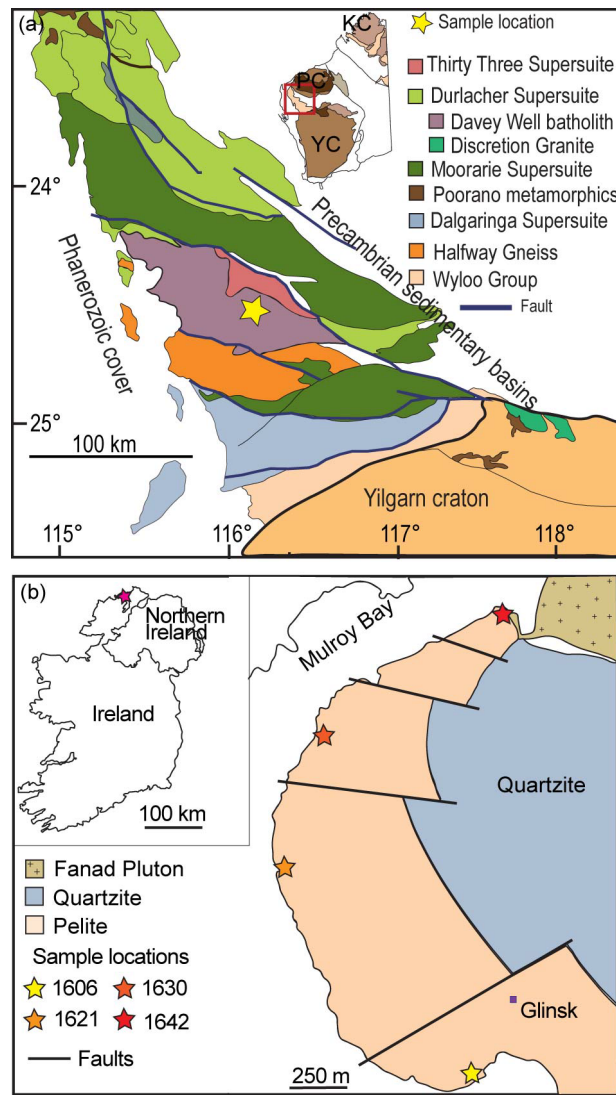 (a)
KC
PC
YC
Sample location
Thirty Three Supersuite
Durlacher Supersuite
Davey Well batholith
Discretion Granite
Moorarie Supersuite
Poorano metamorphics
Dalgaringa Supersuite
Halfway Gneiss
Wyloo Group
Fault
24°
25°
Phanerozoic cover
Precambrian sedimentary basins
100 km
Yilgarn craton
115°
116°
117°
118°
(b)
Northern
Ireland
Ireland
100 km
Mulroy Bay
Quartzite
Glinsk
250 m
Fanad Pluton
Quartzite
Pelite
Sample locations
1606
1630
1621
1642
Faults